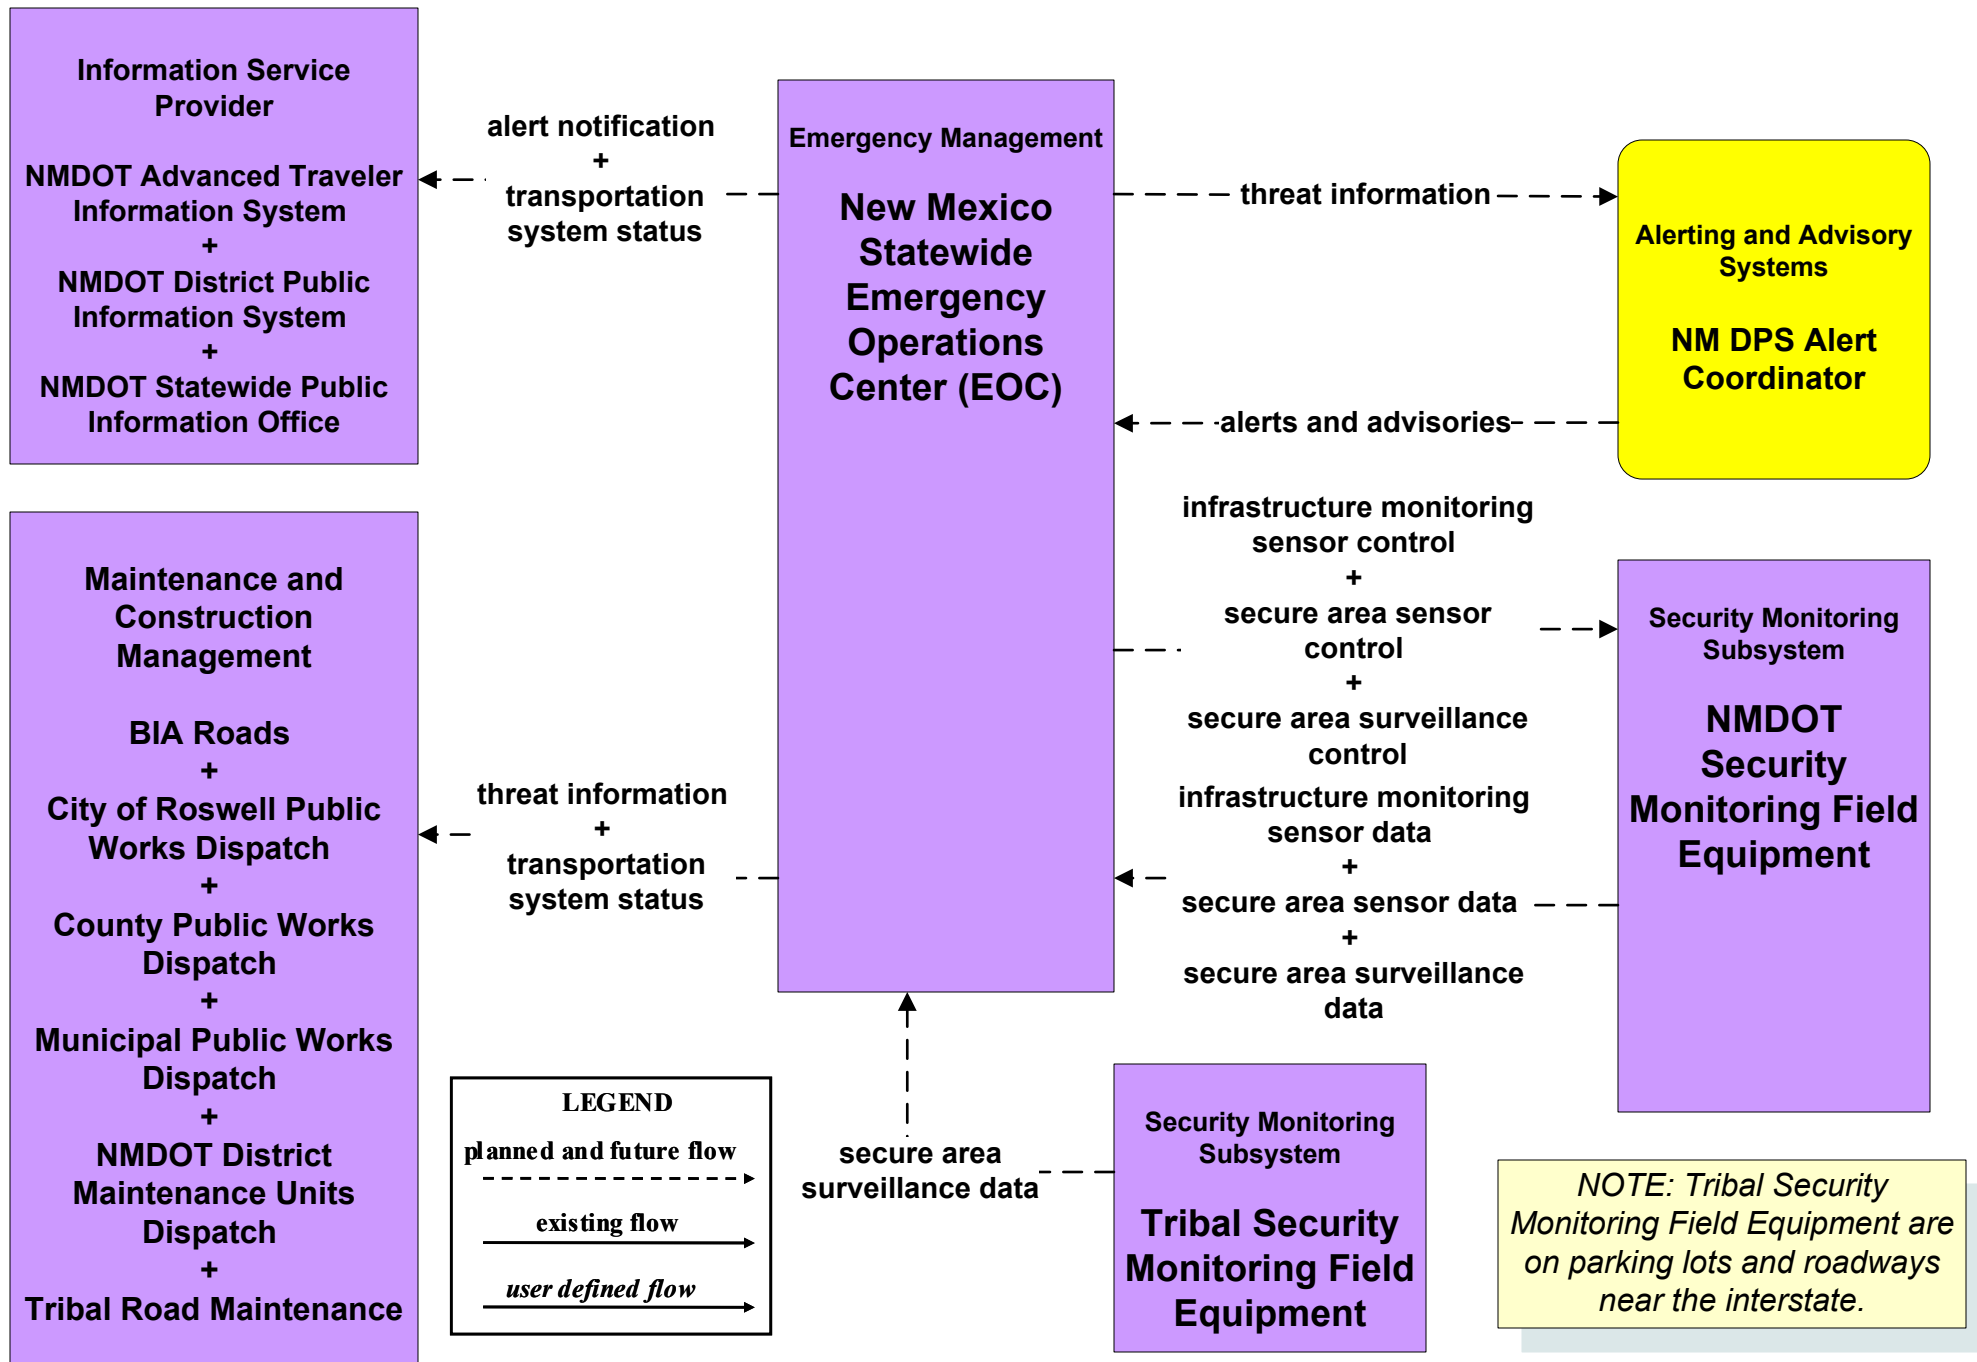 Information Service
Provider
NMDOT Advanced Traveler
Information System
+
NMDOT District Public
Information System
+
NMDOT Statewide Public
Information Office
alert notification
+
transportation
system status
Emergency Management
New Mexico
Statewide
Emergency
Operations
Center (EOC)
threat information
Alerting and Advisory
Systems
NM DPS Alert
Coordinator
alerts and advisories
infrastructure monitoring
sensor control
+
secure area sensor
control
+
secure area surveillance
control
infrastructure monitoring
sensor data
+
secure area sensor data
+
secure area surveillance
data
Security Monitoring
Subsystem
NMDOT
Security
Monitoring Field
Equipment
Maintenance and
Construction
Management
BIA Roads
+
City of Roswell Public
Works Dispatch
+
County Public Works
Dispatch
+
Municipal Public Works
Dispatch
+
NMDOT District
Maintenance Units
Dispatch
+
Tribal Road Maintenance
threat information
+
transportation
system status
LEGEND
planned and future flow
existing flow
user defined flow
secure area
surveillance data
Security Monitoring
Subsystem
Tribal Security
Monitoring Field
Equipment
NOTE: Tribal Security
Monitoring Field Equipment are
on parking lots and roadways
near the interstate.